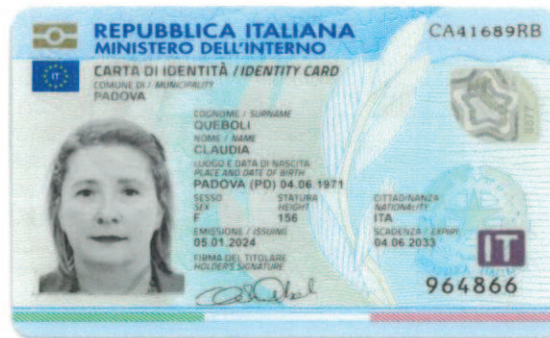 REPUBBLICA ITALIANA
MINISTERO DELL'INTERNO
CA41689RB
IT
CARTA DI IDENTITÀ / IDENTITY CARD
COMUNE DI / MUNICIPALITY
PADOVA
COGNOME / SURNAME
QUEBOLI
NOME / NAME
CLAUDIA
LUOGO E DATA DI NASCITA
PLACE AND DATE OF BIRTH
PADOVA (PD) 04.06.1971
SESSO STATURA CITTADINANZA
SEX HEIGHT NATIONALITY
F 156 ITA
EMISSIONE / ISSUING SCADENZA / EXPIRY
05.01.2024 04.06.2033
FIRMA DEL TITOLARE
HOLDER'S SIGNATURE
IT
964866